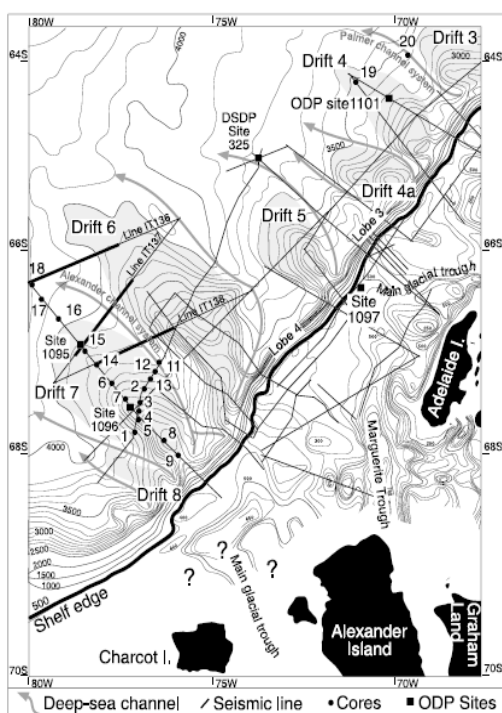 80W
75W
70W
64S
64S
4000
20
Drift 3
Palmer channel system
3000
Drift 4
19
ODP site1101
DSDP
Site
325
3500
Drift 4a
Drift 6
Drift 5
Line IT136
Lobe 3
66S
66S
Line IT137
18
Alexander channel system
Main glacial trough
17
16
Line IT138
Site
1097
15
Site
1095
Lobe 4
14
12
11
Adelaide I.
Drift 7
6
2
13
7
3
Site
1096
4
1
5
8
68S
68S
4000
9
Marguerite Trough
Drift 8
3000
2500
2000
1500
1000
500
Shelf edge
? ? ?
Main glacial
trough
Charcot I.
Alexander
Island
Graham
Land
70S
70S
80W
75W
70W
Deep-sea channel
Seismic line
Cores
ODP Sites